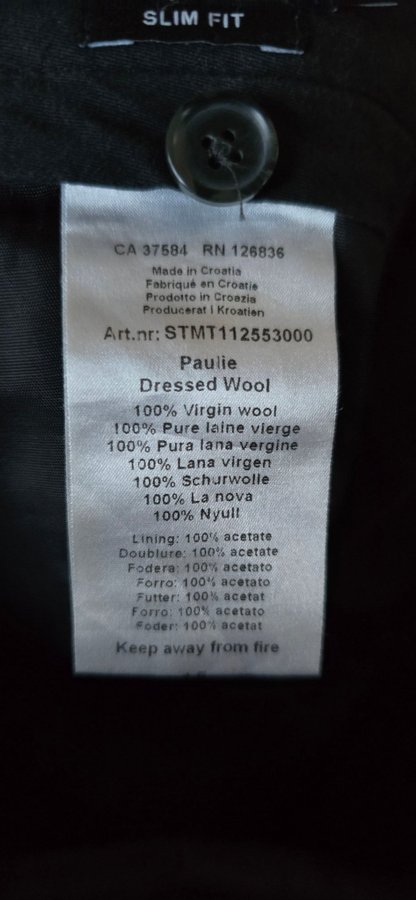 SLIM FIT
CA 37584 RN 126836
Made in Croatia
Fabriqué en Croatie
Prodotto in Croazia
Producerat i Kroatien
Art.nr: STMT112553000
Paulie
Dressed Wool
100% Virgin wool
100% Pure laine vierge
100% Pura lana vergine
100% Lana virgen
100% Schurwolle
100% La nova
100% Nyull
Lining: 100% acetate
Doublure: 100% acetate
Fodera: 100% acetato
Forro: 100% acetato
Futter: 100% acetat
Forro: 100% acetato
Foder: 100% acetat
Keep away from fire